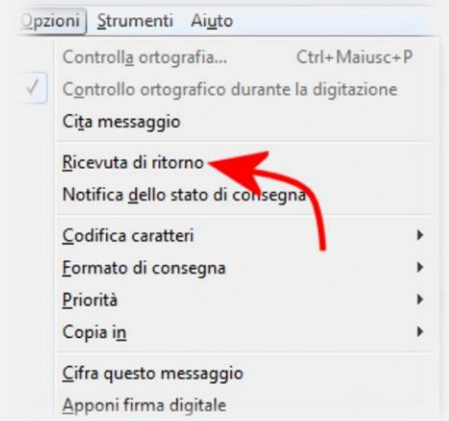 Opzioni Strumenti Aiuto
Controlla ortografia... Ctrl+Maiusc+P
Controllo ortografico durante la digitazione
Cita messaggio
Ricevuta di ritorno
Notifica dello stato di consegna
Codifica caratteri
Formato di consegna
Priorità
Copia in
Cifra questo messaggio
Apponi firma digitale